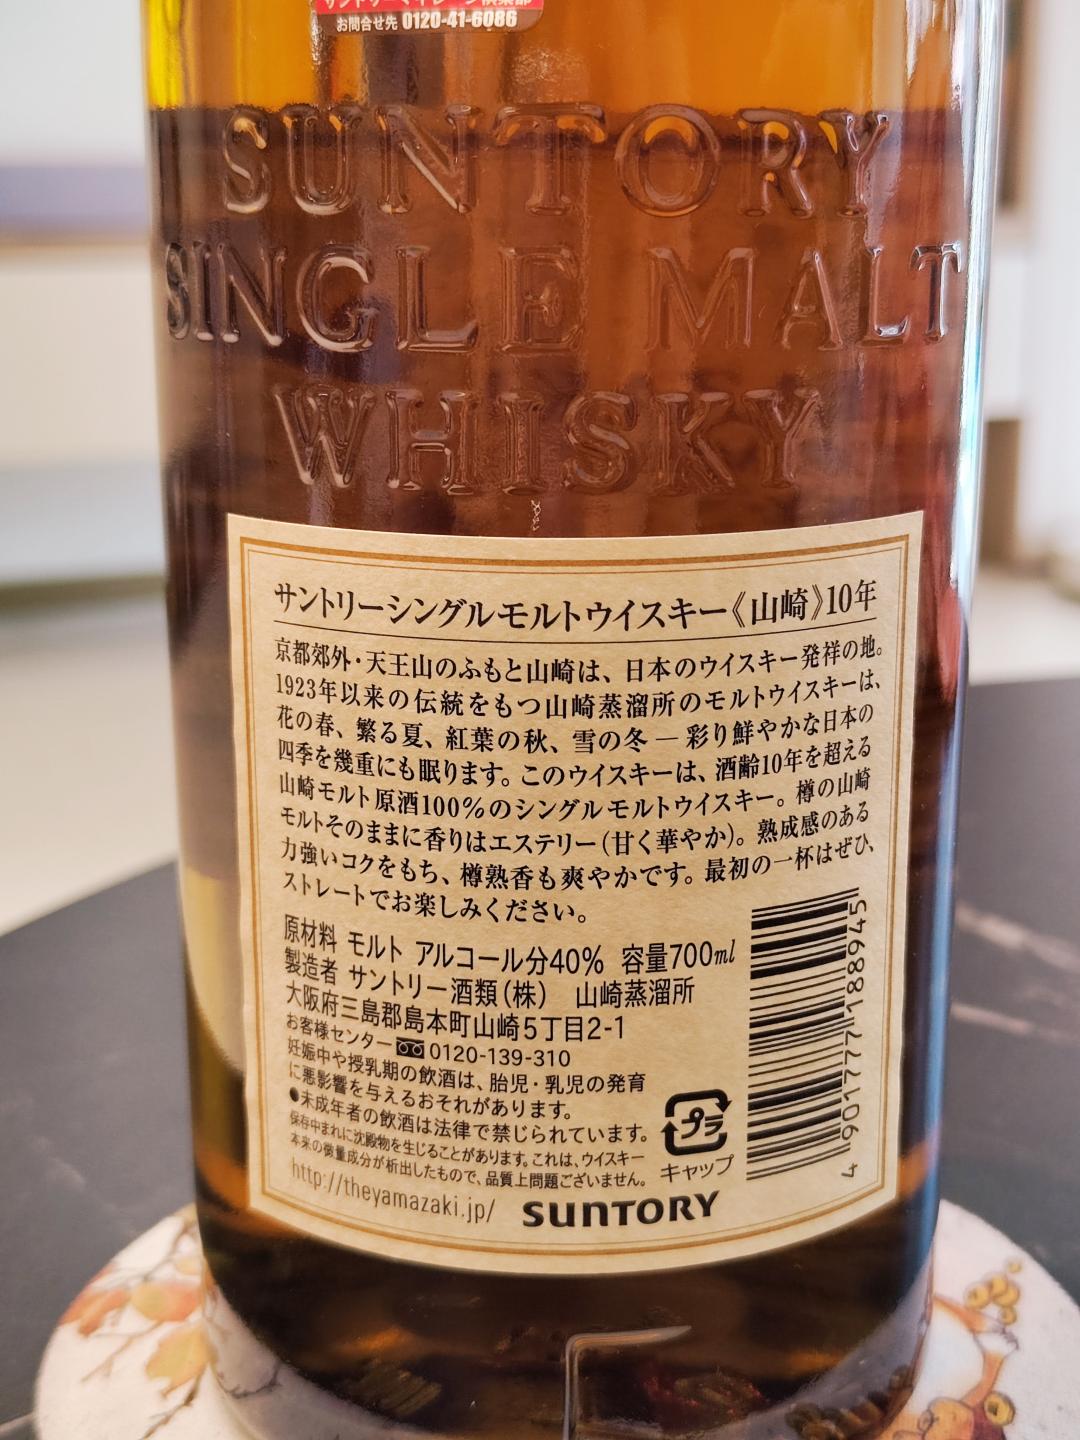 サントリーマイレージ倶楽部
お問合せ先 0120-41-6086
SUNTORY
SINGLE MALT
WHISKY
サントリーシングルモルトウイスキー《山崎》10年
京都郊外・天王山のふもと山崎は、日本のウイスキー発祥の地。
1923年以来の伝統をもつ山崎蒸溜所のモルトウイスキーは、
花の春、繁る夏、紅葉の秋、雪の冬 ― 彩り鮮やかな日本の
四季を幾重にも眠ります。このウイスキーは、酒齢10年を超える
山崎モルト原酒100%のシングルモルトウイスキー。樽の山崎
モルトそのままに香りはエステリー(甘く華やか)。熟成感のある
力強いコクをもち、樽熟香も爽やかです。最初の一杯はぜひ、
ストレートでお楽しみください。
原材料 モルト アルコール分40% 容量700ml
製造者 サントリー酒類(株) 山崎蒸溜所
大阪府三島郡島本町山崎5丁目2-1
お客様センター 0120-139-310
妊娠中や授乳期の飲酒は、胎児・乳児の発育
に悪影響を与えるおそれがあります。
●未成年者の飲酒は法律で禁じられています。
保存中まれに沈殿物を生じることがあります。これは、ウイスキー
本来の微量成分が析出したもので、品質上問題ございません。
http://theyamazaki.jp/
SUNTORY
プラ
キャップ
4 901777 188945